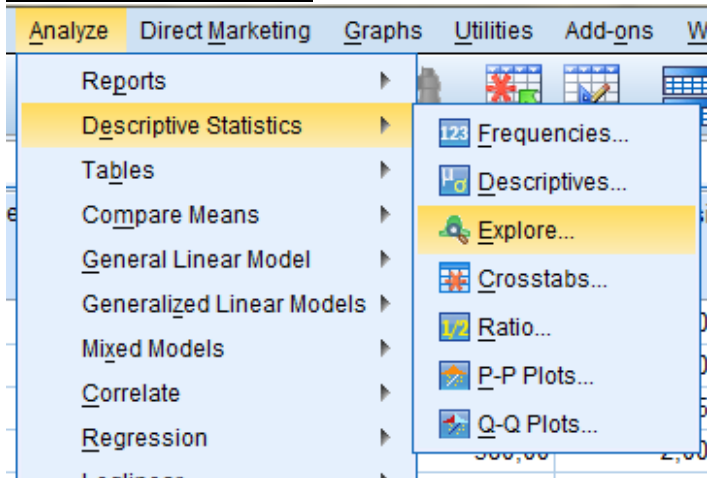 Analyze Direct Marketing Graphs Utilities Add-ons W
Reports
Descriptive Statistics
Tables
Compare Means
General Linear Model
Generalized Linear Models
Mixed Models
Correlate
Regression
123 Frequencies...
μσ Descriptives...
Explore...
Crosstabs...
1/2 Ratio...
P-P Plots...
Q-Q Plots...